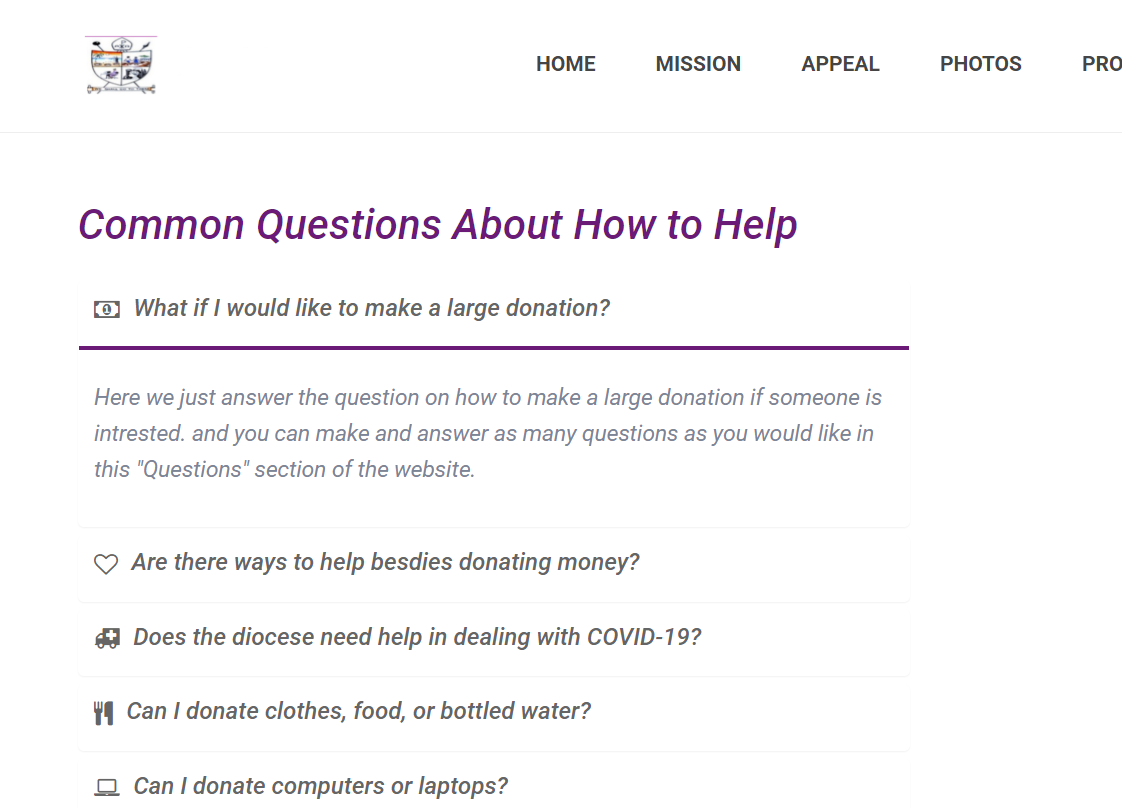 HOME MISSION APPEAL PHOTOS PRO
Common Questions About How to Help
What if I would like to make a large donation?
Here we just answer the question on how to make a large donation if someone is
intrested. and you can make and answer as many questions as you would like in
this "Questions" section of the website.
Are there ways to help besdies donating money?
Does the diocese need help in dealing with COVID-19?
Can I donate clothes, food, or bottled water?
Can I donate computers or laptops?